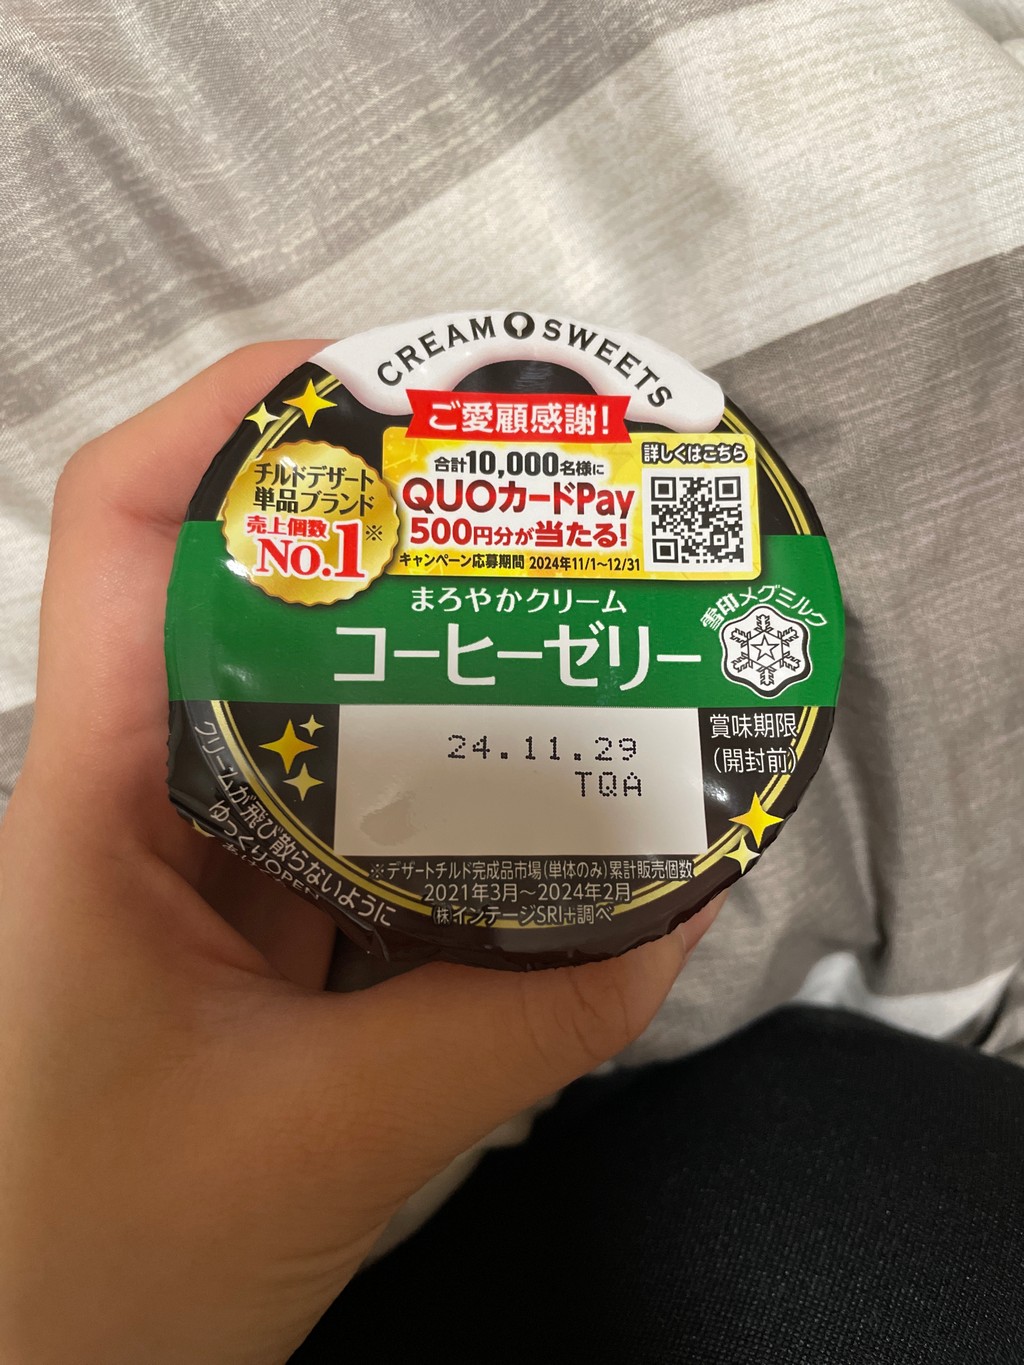 CREAM SWEETS
ご愛顧感謝!
チルドデザート
単品ブランド
売上個数
No.1※
合計10,000名様に
QUOカードPay
500円分が当たる!
キャンペーン応募期間 2024年11/1〜12/31
詳しくはこちら
まろやかクリーム
コーヒーゼリー
雪印メグミルク
24.11.29
TQA
賞味期限
(開封前)
クリームが飛び散らないように
ゆっくりOPEN
※デザートチルド完成品市場(単体のみ)累計販売個数
2021年3月〜2024年2月
㈱インテージSRI+調べ